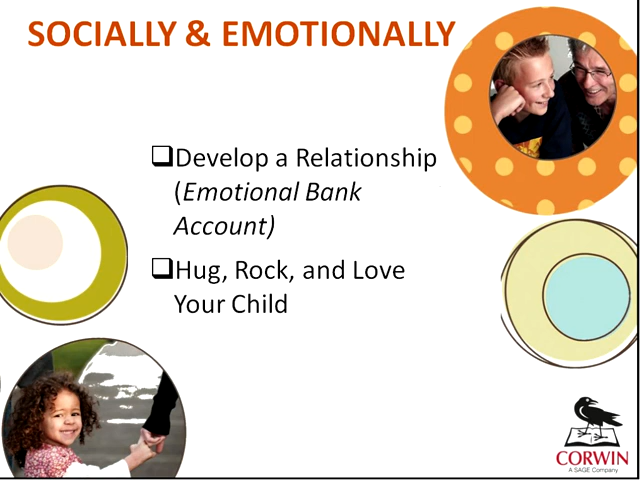 SOCIALLY & EMOTIONALLY
❑Develop a Relationship
(Emotional Bank
Account)
❑Hug, Rock, and Love
Your Child
CORWIN
A SAGE Company